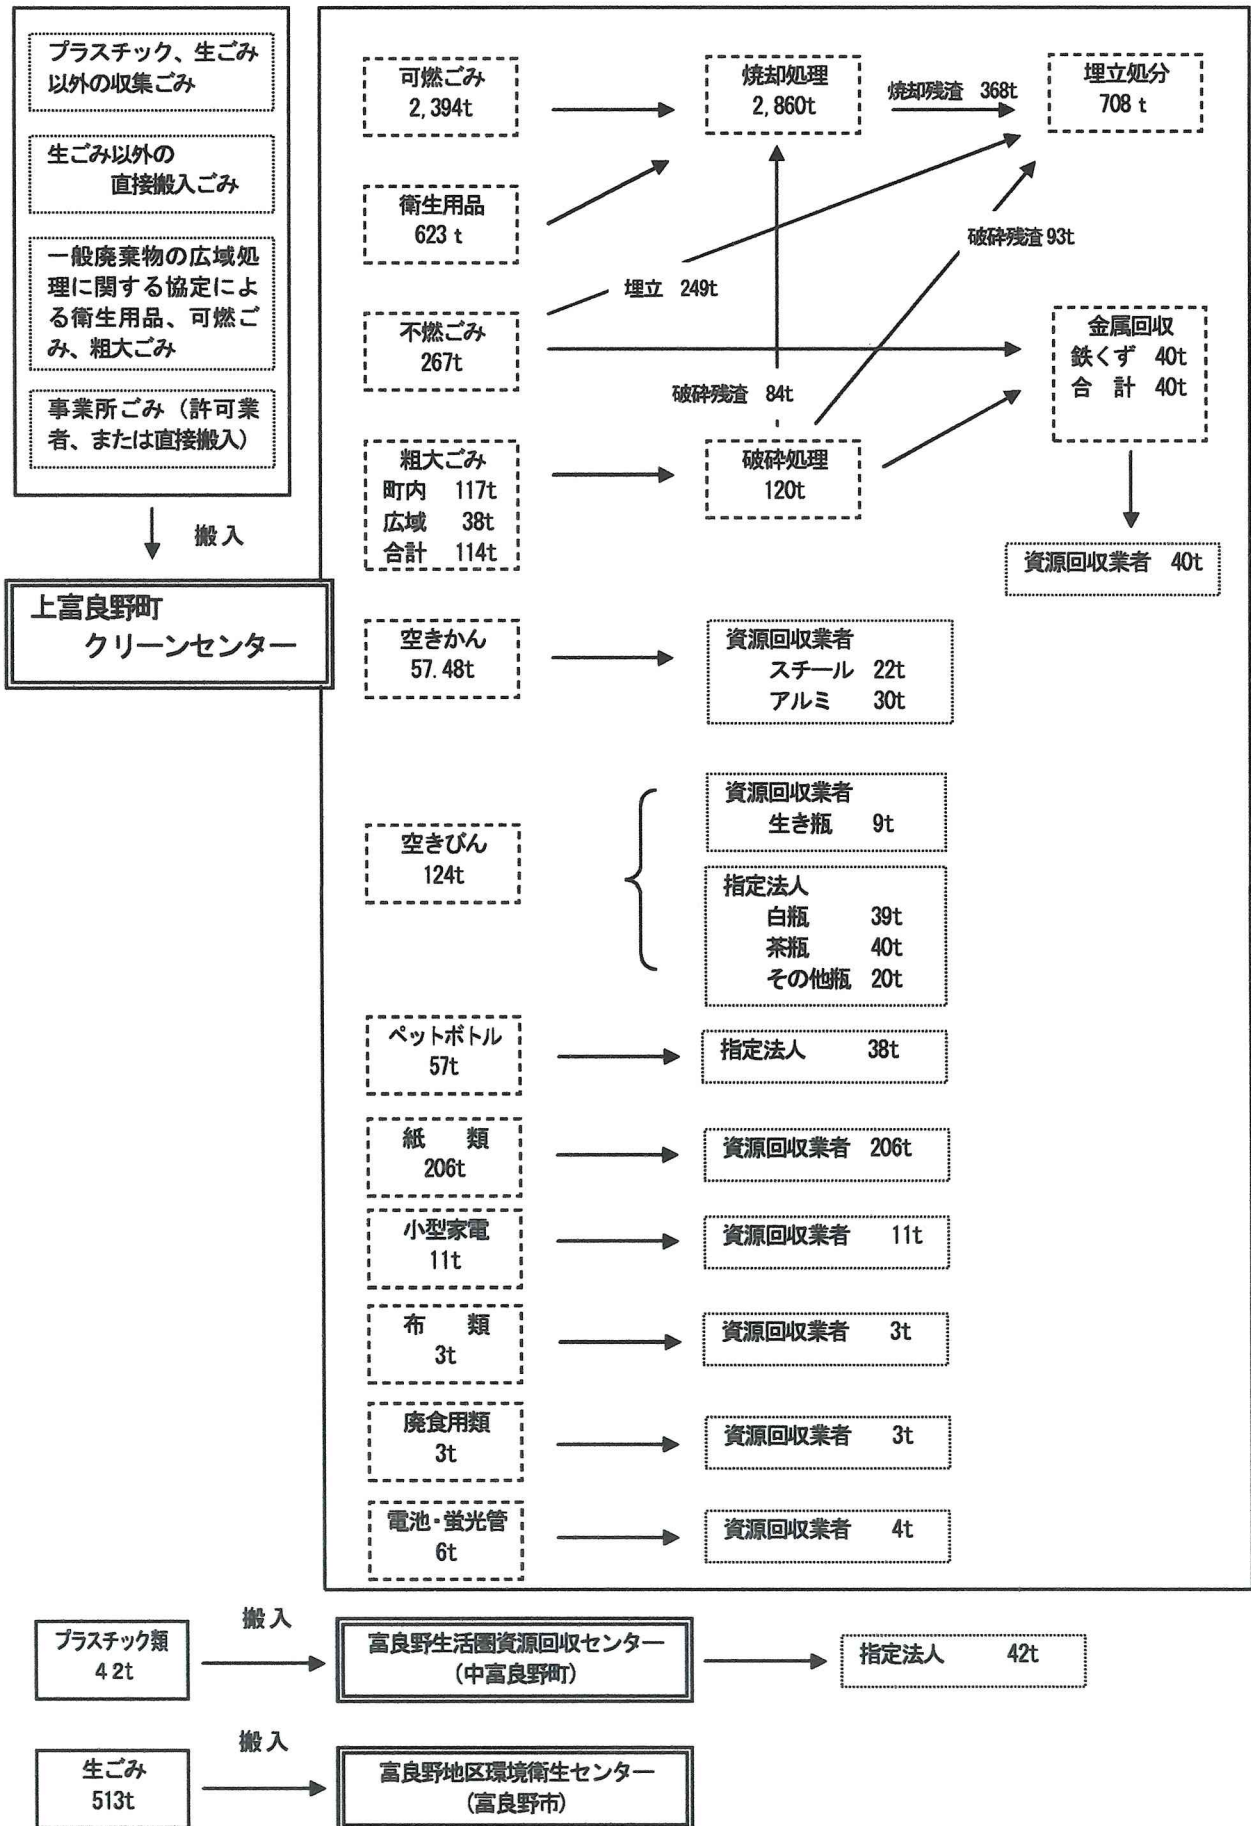 プラスチック、生ごみ
以外の収集ごみ
生ごみ以外の
直接搬入ごみ
一般廃棄物の広域処
理に関する協定によ
る衛生用品、可燃ご
み、粗大ごみ
事業所ごみ（許可業
者、または直接搬入）
搬入
上富良野町
クリーンセンター
可燃ごみ
2,394t
焼却処理
2,860t
焼却残渣 368t
埋立処分
708 t
衛生用品
623 t
破砕残渣 93t
埋立 249t
不燃ごみ
267t
金属回収
鉄くず 40t
合 計 40t
破砕残渣 84t
粗大ごみ
町内 117t
広域 38t
合計 114t
破砕処理
120t
資源回収業者 40t
空きかん
57.48t
資源回収業者
スチール 22t
アルミ 30t
空きびん
124t
資源回収業者
生き瓶 9t
指定法人
白瓶 39t
茶瓶 40t
その他瓶 20t
ペットボトル
57t
指定法人 38t
紙 類
206t
資源回収業者 206t
小型家電
11t
資源回収業者 11t
布 類
3t
資源回収業者 3t
廃食用類
3t
資源回収業者 3t
電池・蛍光管
6t
資源回収業者 4t
プラスチック類
42t
搬入
富良野生活圏資源回収センター
（中富良野町）
指定法人 42t
生ごみ
513t
搬入
富良野地区環境衛生センター
（富良野市）